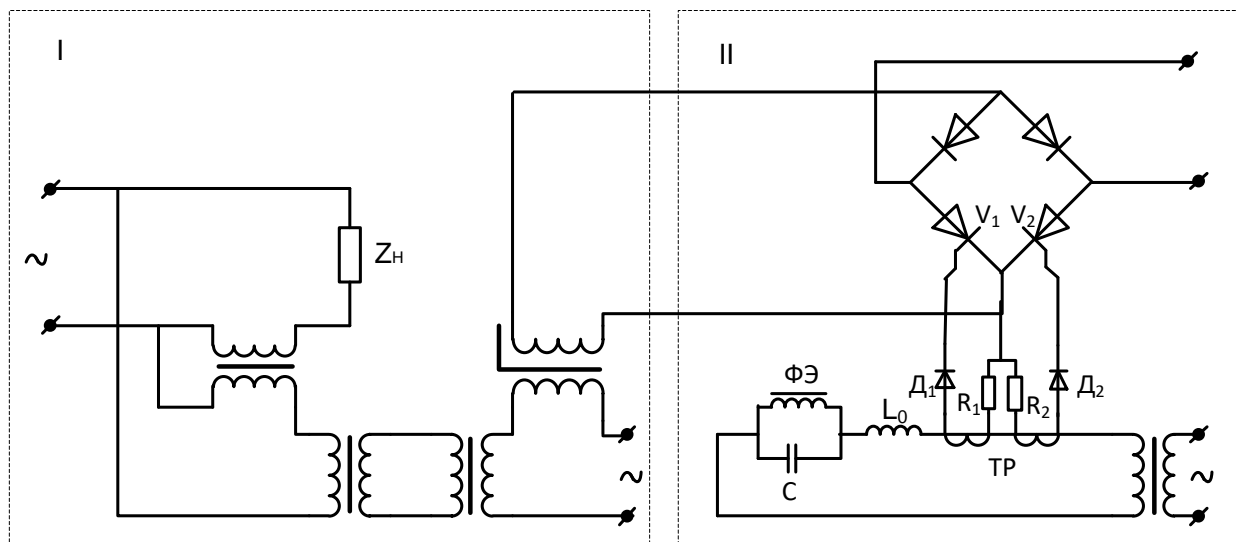 I
II
V₁ V₂
Zн
~
ФЭ
Д₁
R₁
R₂
Д₂
L₀
C
ТР
~
~